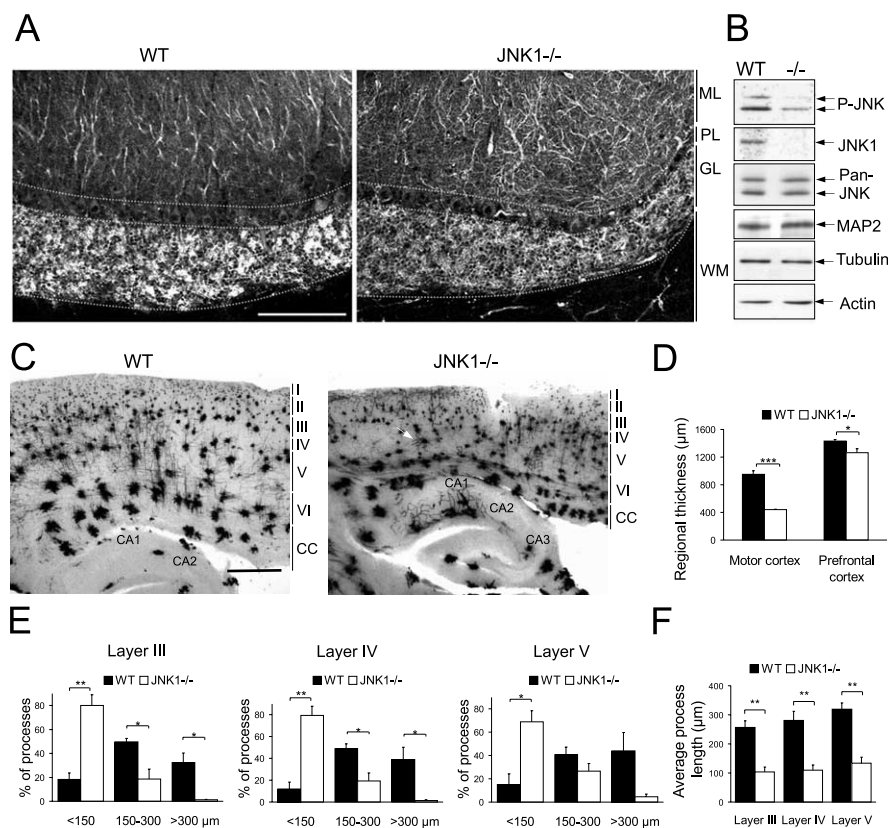 A
WT
JNK1-/-
ML
PL
GL
WM
B
WT -/-
P-JNK
JNK1
Pan-
JNK
MAP2
Tubulin
Actin
C
WT
JNK1-/-
I
II
III
IV
V
VI
CC
CA1
CA2
I
II
III
IV
V
VI
CC
CA1
CA2
CA3
D
WT JNK1-/-
Regional thickness (µm)
1600
1200
800
400
0
***
*
Motor cortex
Prefrontal
cortex
E
Layer III
WT JNK1-/-
% of processes
80
60
40
20
0
**
*
*
<150 150-300 >300 µm
Layer IV
WT JNK1-/-
% of processes
80
60
40
20
0
**
*
*
<150 150-300 >300 µm
Layer V
WT JNK1-/-
% of processes
80
60
40
20
0
*
<150 150-300 >300 µm
F
WT JNK1-/-
Average process
length (µm)
400
300
200
100
0
**
**
**
Layer III Layer IV Layer V